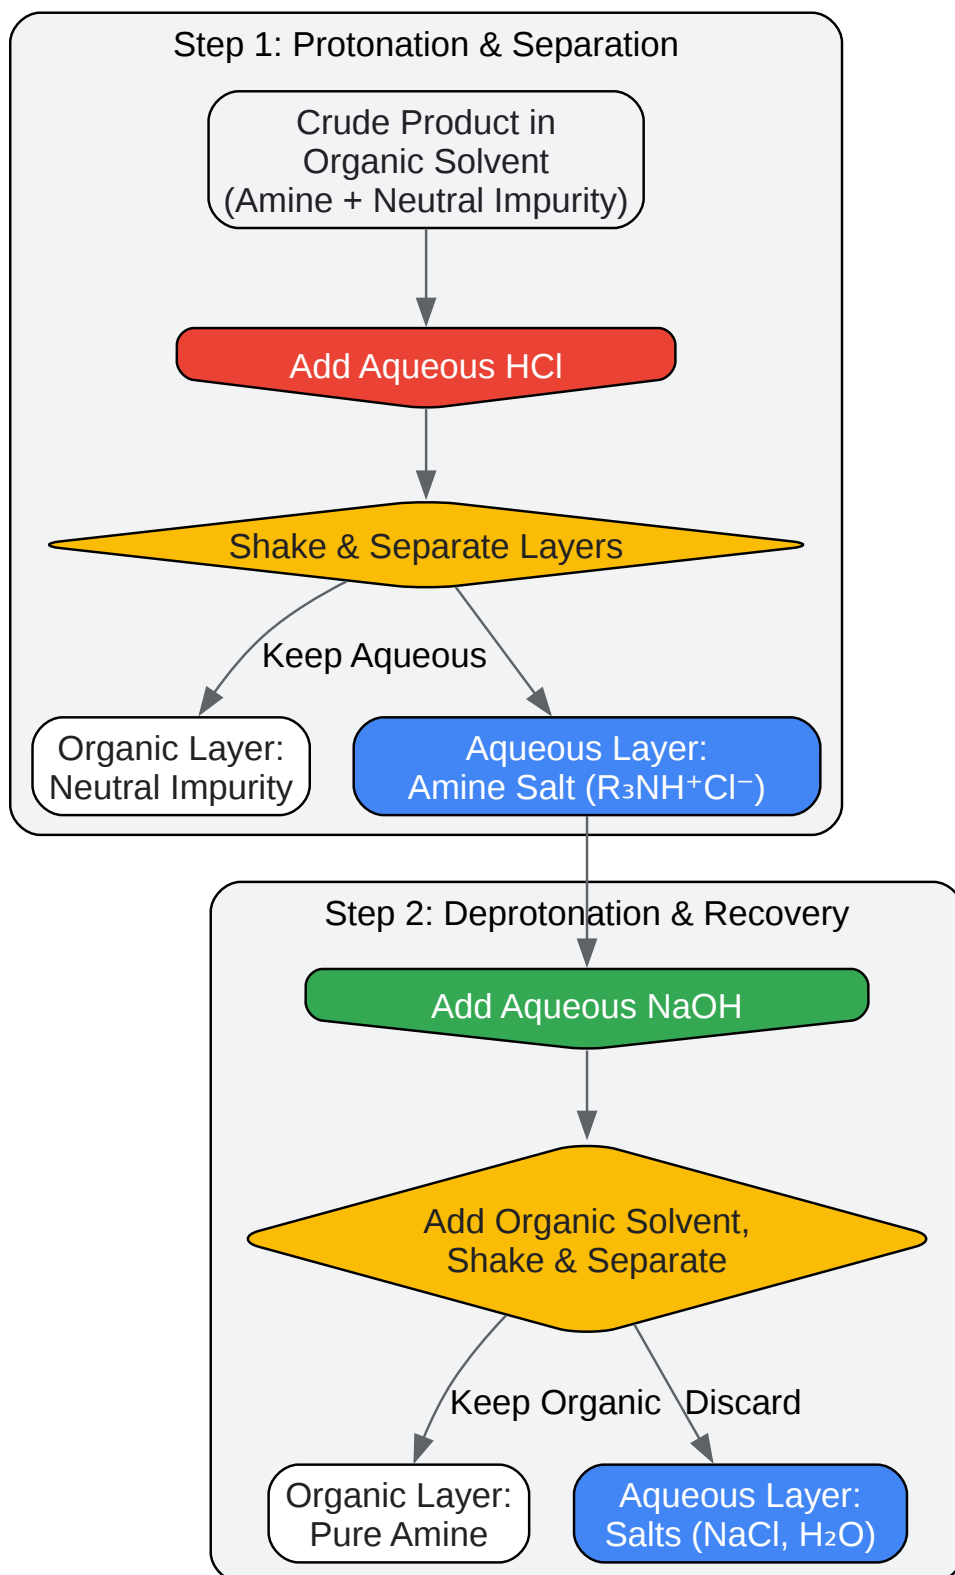 Step 1: Protonation & Separation
Crude Product in
Organic Solvent
(Amine + Neutral Impurity)
Add Aqueous HCl
Shake & Separate Layers
Keep Aqueous
Organic Layer:
Neutral Impurity
Aqueous Layer:
Amine Salt (R₃NH⁺Cl⁻)
Step 2: Deprotonation & Recovery
Add Aqueous NaOH
Add Organic Solvent,
Shake & Separate
Keep Organic
Discard
Organic Layer:
Pure Amine
Aqueous Layer:
Salts (NaCl, H₂O)